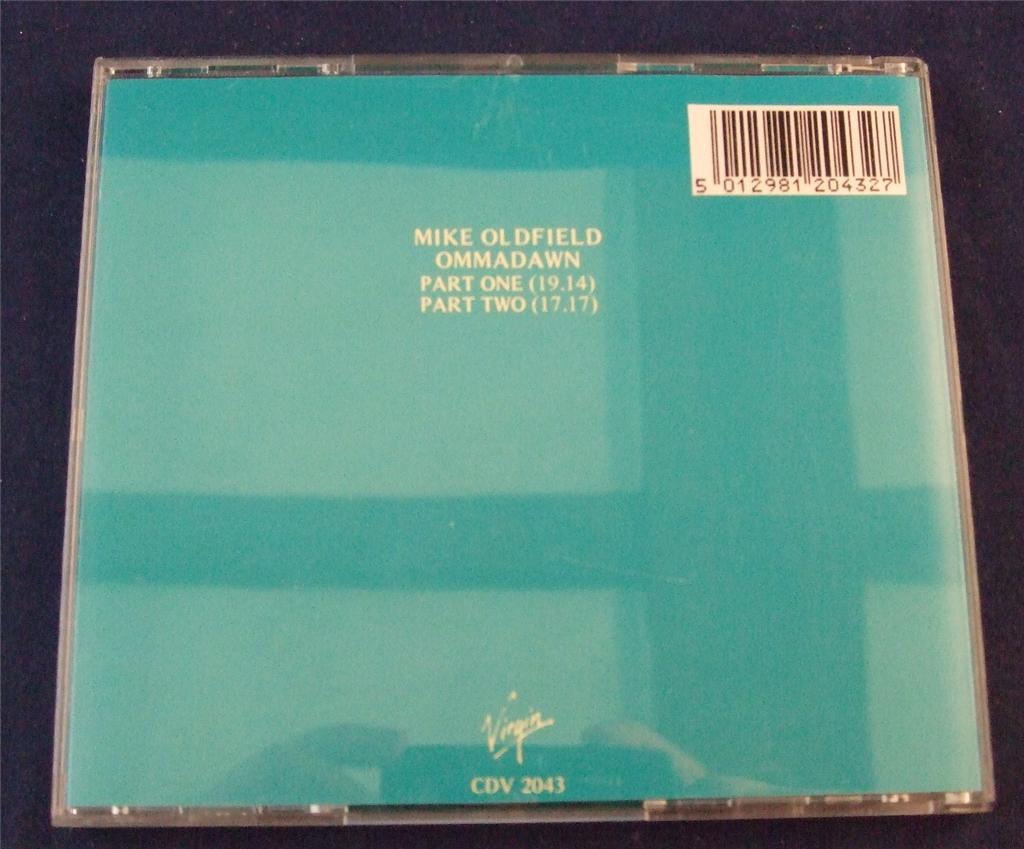 5 012981 204327
MIKE OLDFIELD
OMMADAWN
PART ONE (19.14)
PART TWO (17.17)
Virgin
CDV 2043